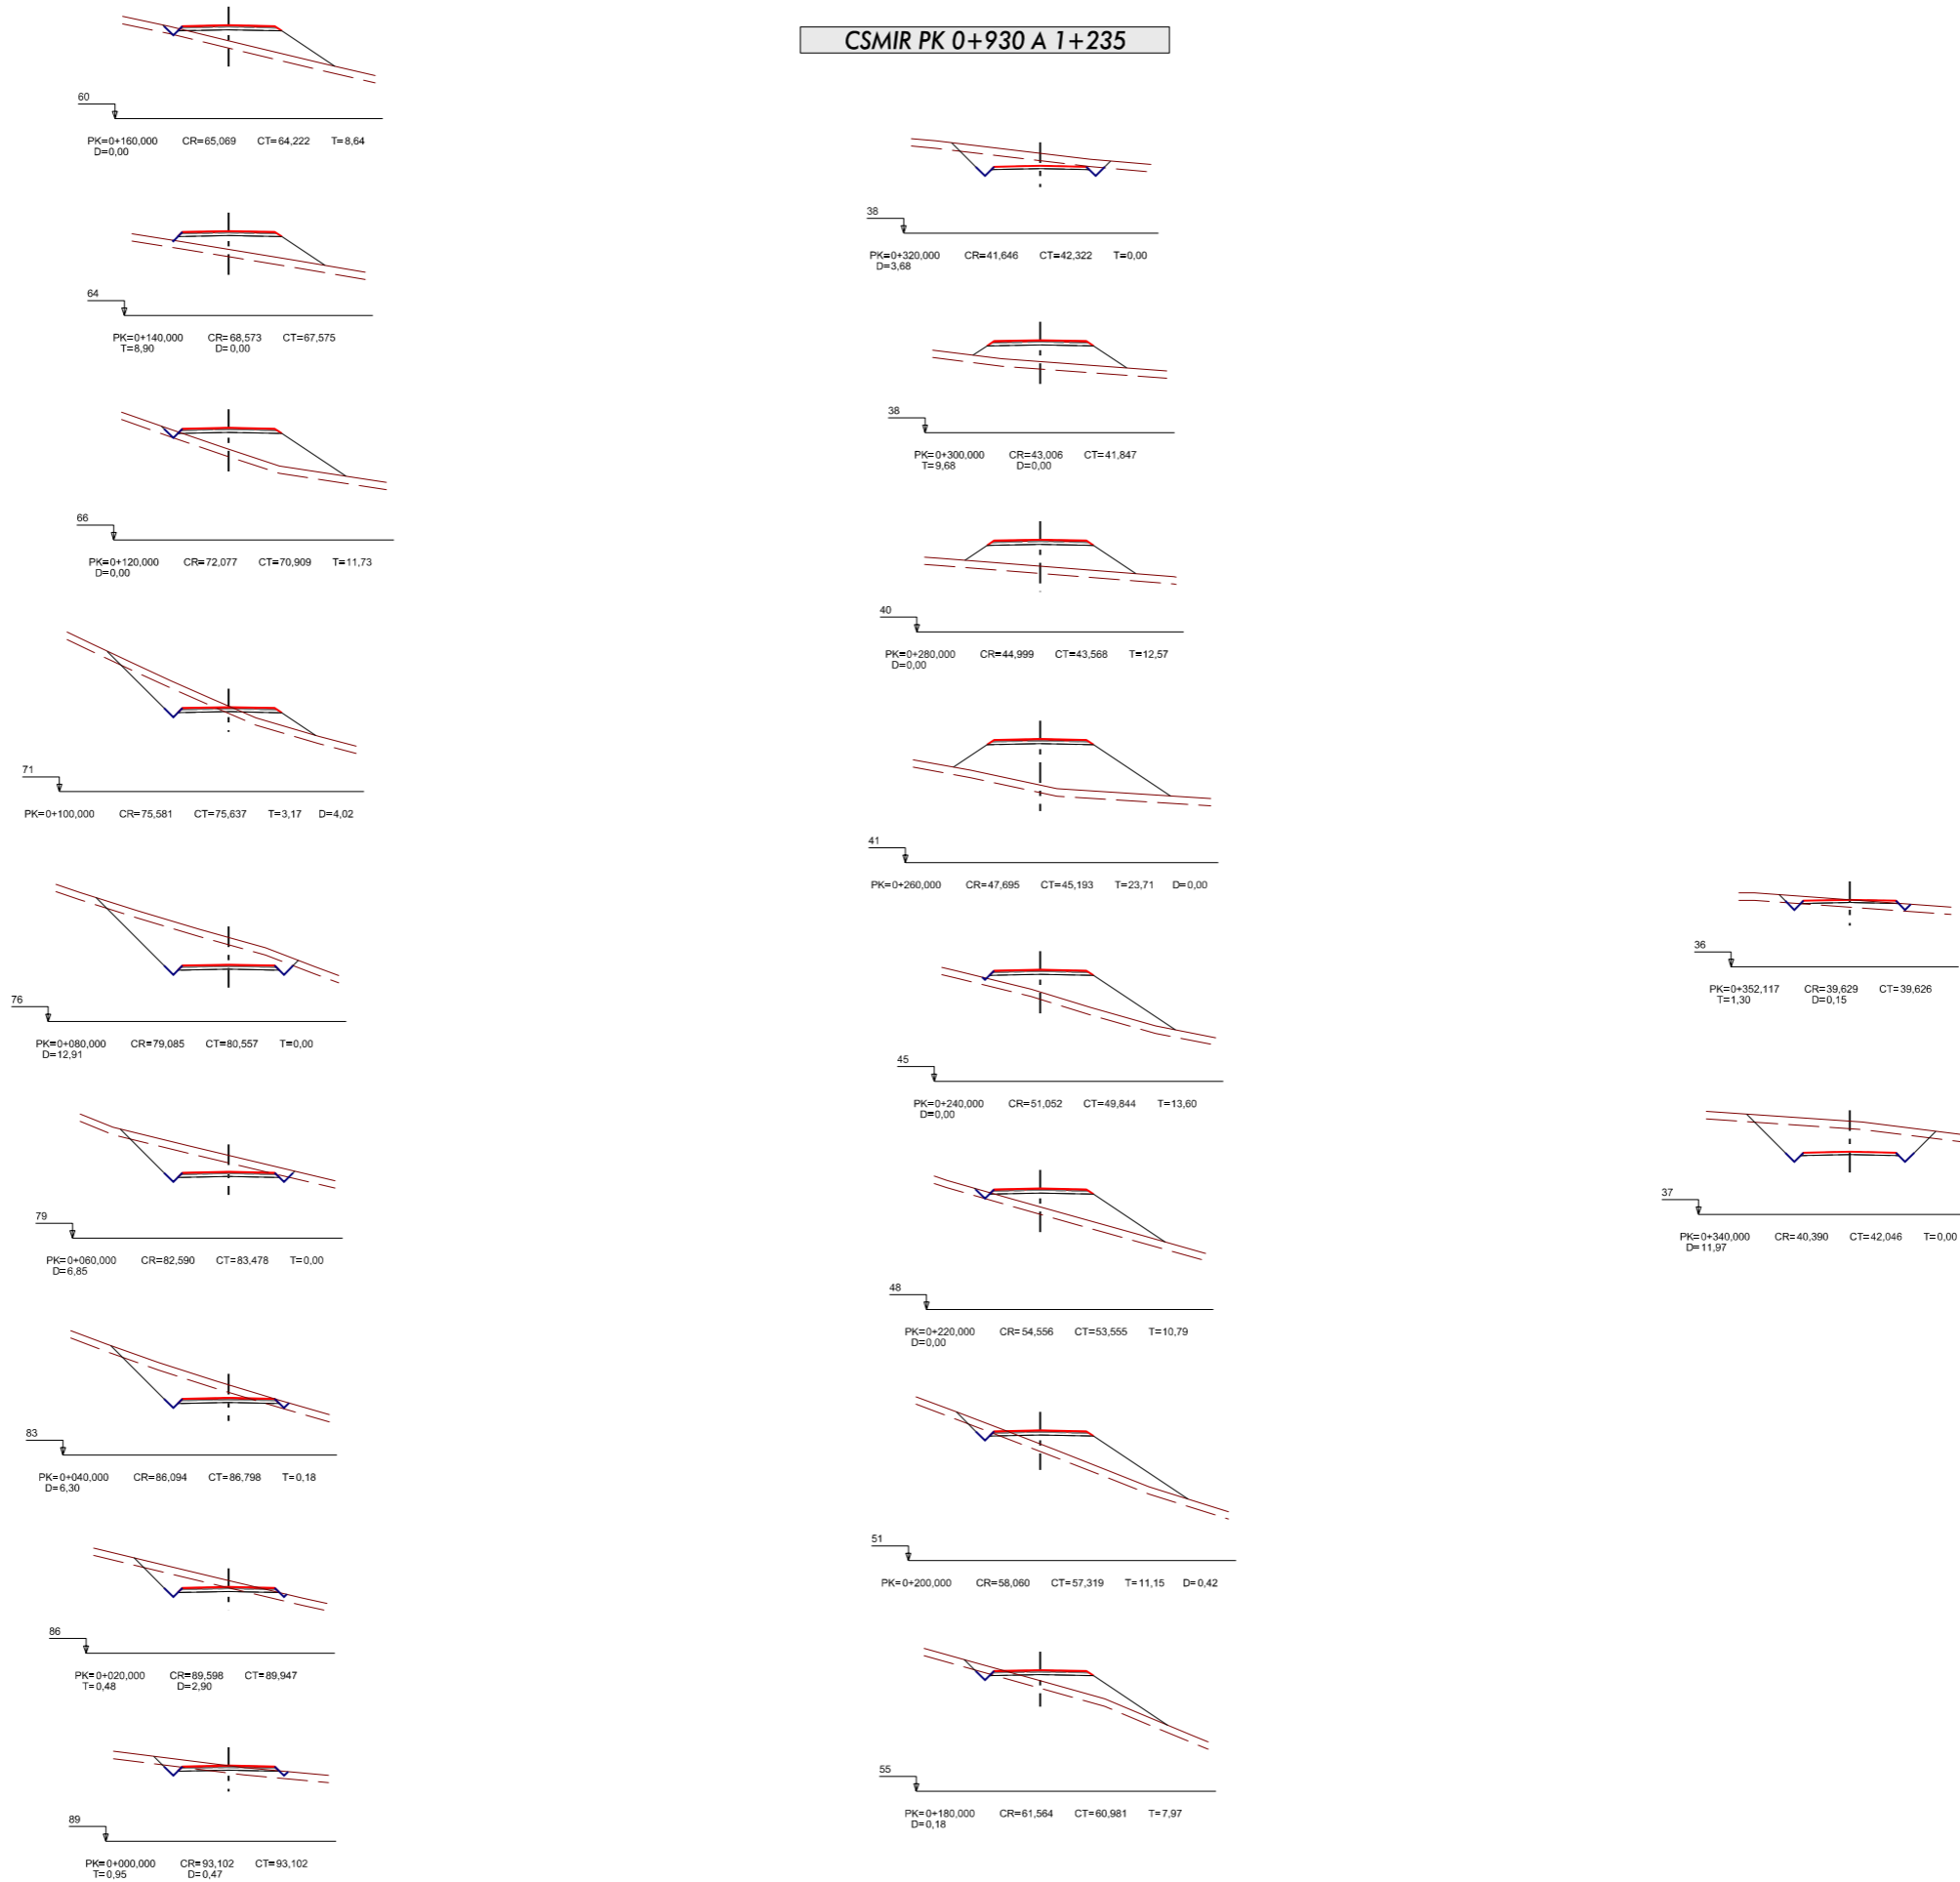 CSMIR PK 0+930 A 1+235
60
PK=0+160,000 CR=65,069 CT=64,222 T=8,64
D=0,00
64
PK=0+140,000 CR=68,573 CT=67,575
T=8,90 D=0,00
66
PK=0+120,000 CR=72,077 CT=70,909 T=11,73
D=0,00
71
PK=0+100,000 CR=75,581 CT=75,637 T=3,17 D=4,02
76
PK=0+080,000 CR=79,085 CT=80,557 T=0,00
D=12,91
79
PK=0+060,000 CR=82,590 CT=83,478 T=0,00
D=6,85
83
PK=0+040,000 CR=86,094 CT=86,798 T=0,18
D=6,30
86
PK=0+020,000 CR=89,598 CT=89,947
T=0,48 D=2,90
89
PK=0+000,000 CR=93,102 CT=93,102
T=0,95 D=0,47
38
PK=0+320,000 CR=41,646 CT=42,322 T=0,00
D=3,68
38
PK=0+300,000 CR=43,006 CT=41,847
T=9,68 D=0,00
40
PK=0+280,000 CR=44,999 CT=43,568 T=12,57
D=0,00
41
PK=0+260,000 CR=47,695 CT=45,193 T=23,71 D=0,00
45
PK=0+240,000 CR=51,052 CT=49,844 T=13,60
D=0,00
48
PK=0+220,000 CR=54,556 CT=53,555 T=10,79
D=0,00
51
PK=0+200,000 CR=58,060 CT=57,319 T=11,15 D=0,42
55
PK=0+180,000 CR=61,564 CT=60,981 T=7,97
D=0,18
36
PK=0+352,117 CR=39,629 CT=39,626
T=1,30 D=0,15
37
PK=0+340,000 CR=40,390 CT=42,046 T=0,00
D=11,97